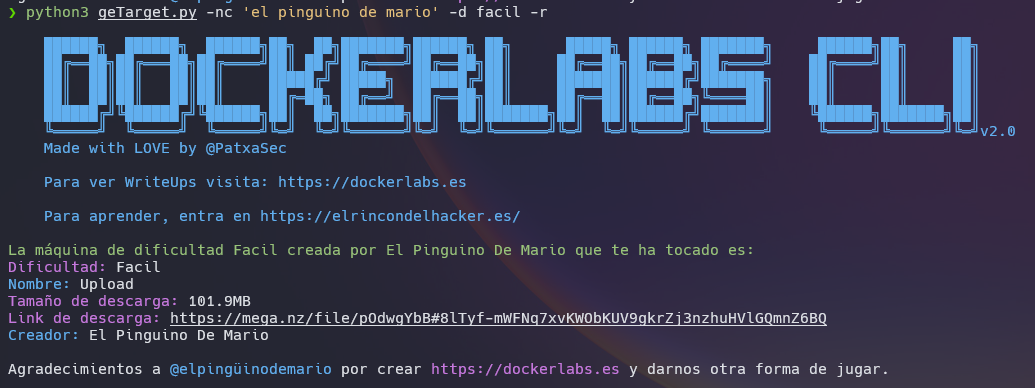 ❯ python3 geTarget.py -nc 'el pinguino de mario' -d facil -r
DOCKERLABS CLI
v2.0
Made with LOVE by @PatxaSec
Para ver WriteUps visita: https://dockerlabs.es
Para aprender, entra en https://elrincondelhacker.es/
La máquina de dificultad Facil creada por El Pinguino De Mario que te ha tocado es:
Dificultad: Facil
Nombre: Upload
Tamaño de descarga: 101.9MB
Link de descarga: https://mega.nz/file/pOdwgYbB#8lTyf-mWFNq7xvKWObKUV9gkrZj3nzhuHVlGQmnZ6BQ
Creador: El Pinguino De Mario
Agradecimientos a @elpingüinodemario por crear https://dockerlabs.es y darnos otra forma de jugar.